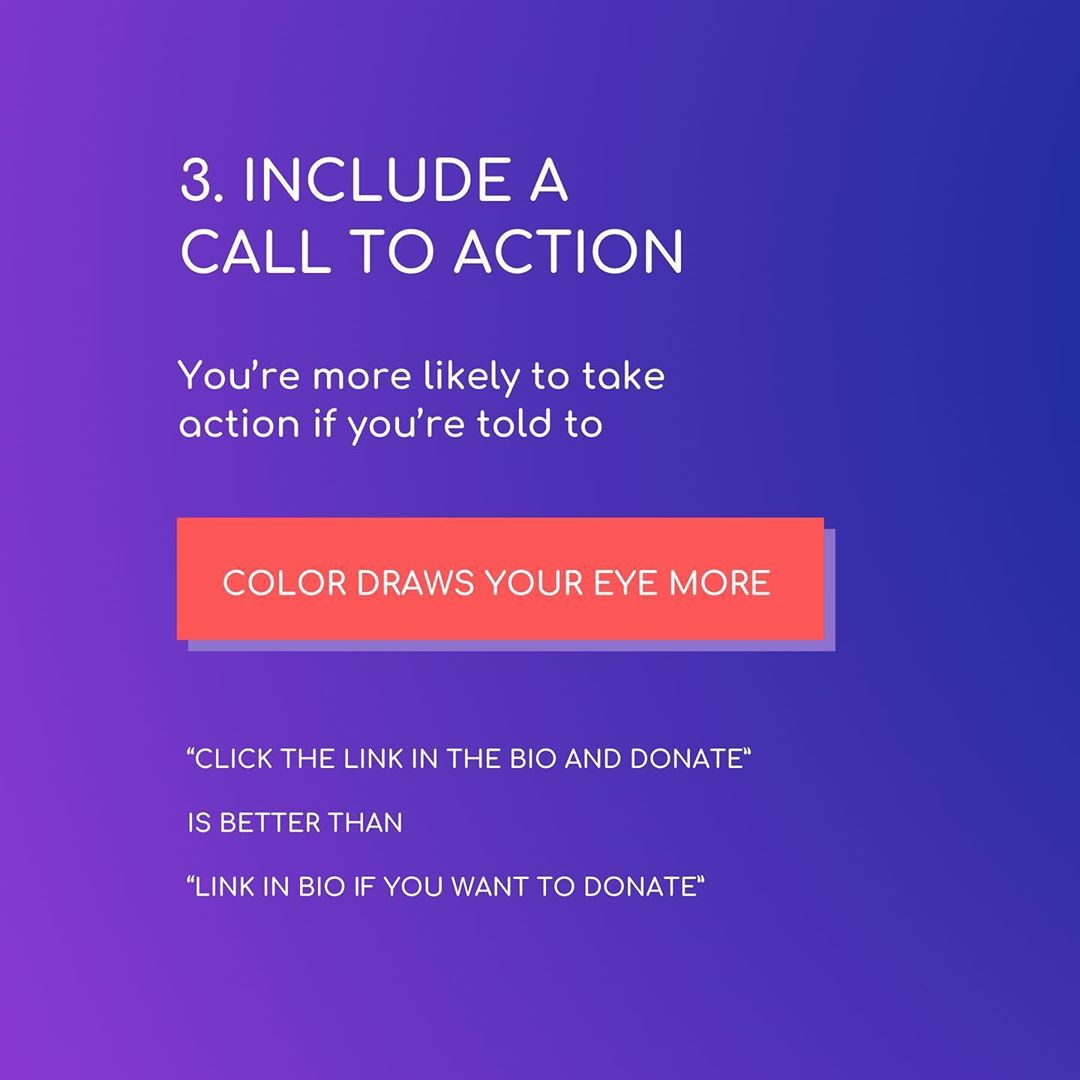 3. INCLUDE A
CALL TO ACTION
You’re more likely to take
action if you’re told to
COLOR DRAWS YOUR EYE MORE
“CLICK THE LINK IN THE BIO AND DONATE”
IS BETTER THAN
“LINK IN BIO IF YOU WANT TO DONATE”